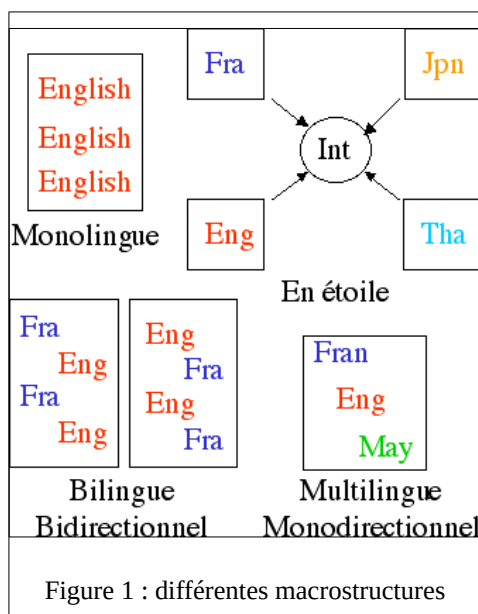 English
English
English
Monolingue
Fra
Jpn
Int
Eng
Tha
En étoile
Fra
Eng
Fra
Eng
Eng
Fra
Eng
Fra
Bilingue
Bidirectionnel
Fran
Eng
May
Multilingue
Monodirectionnel
Figure 1 : différentes macrostructures